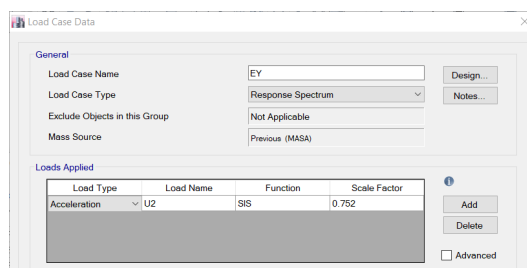 Load Case Data
General
Load Case Name EY Design...
Load Case Type Response Spectrum Notes...
Exclude Objects in this Group Not Applicable
Mass Source Previous (MASA)
Loads Applied
Load Type Load Name Function Scale Factor
Acceleration U2 SIS 0.752 Add
Delete
Advanced